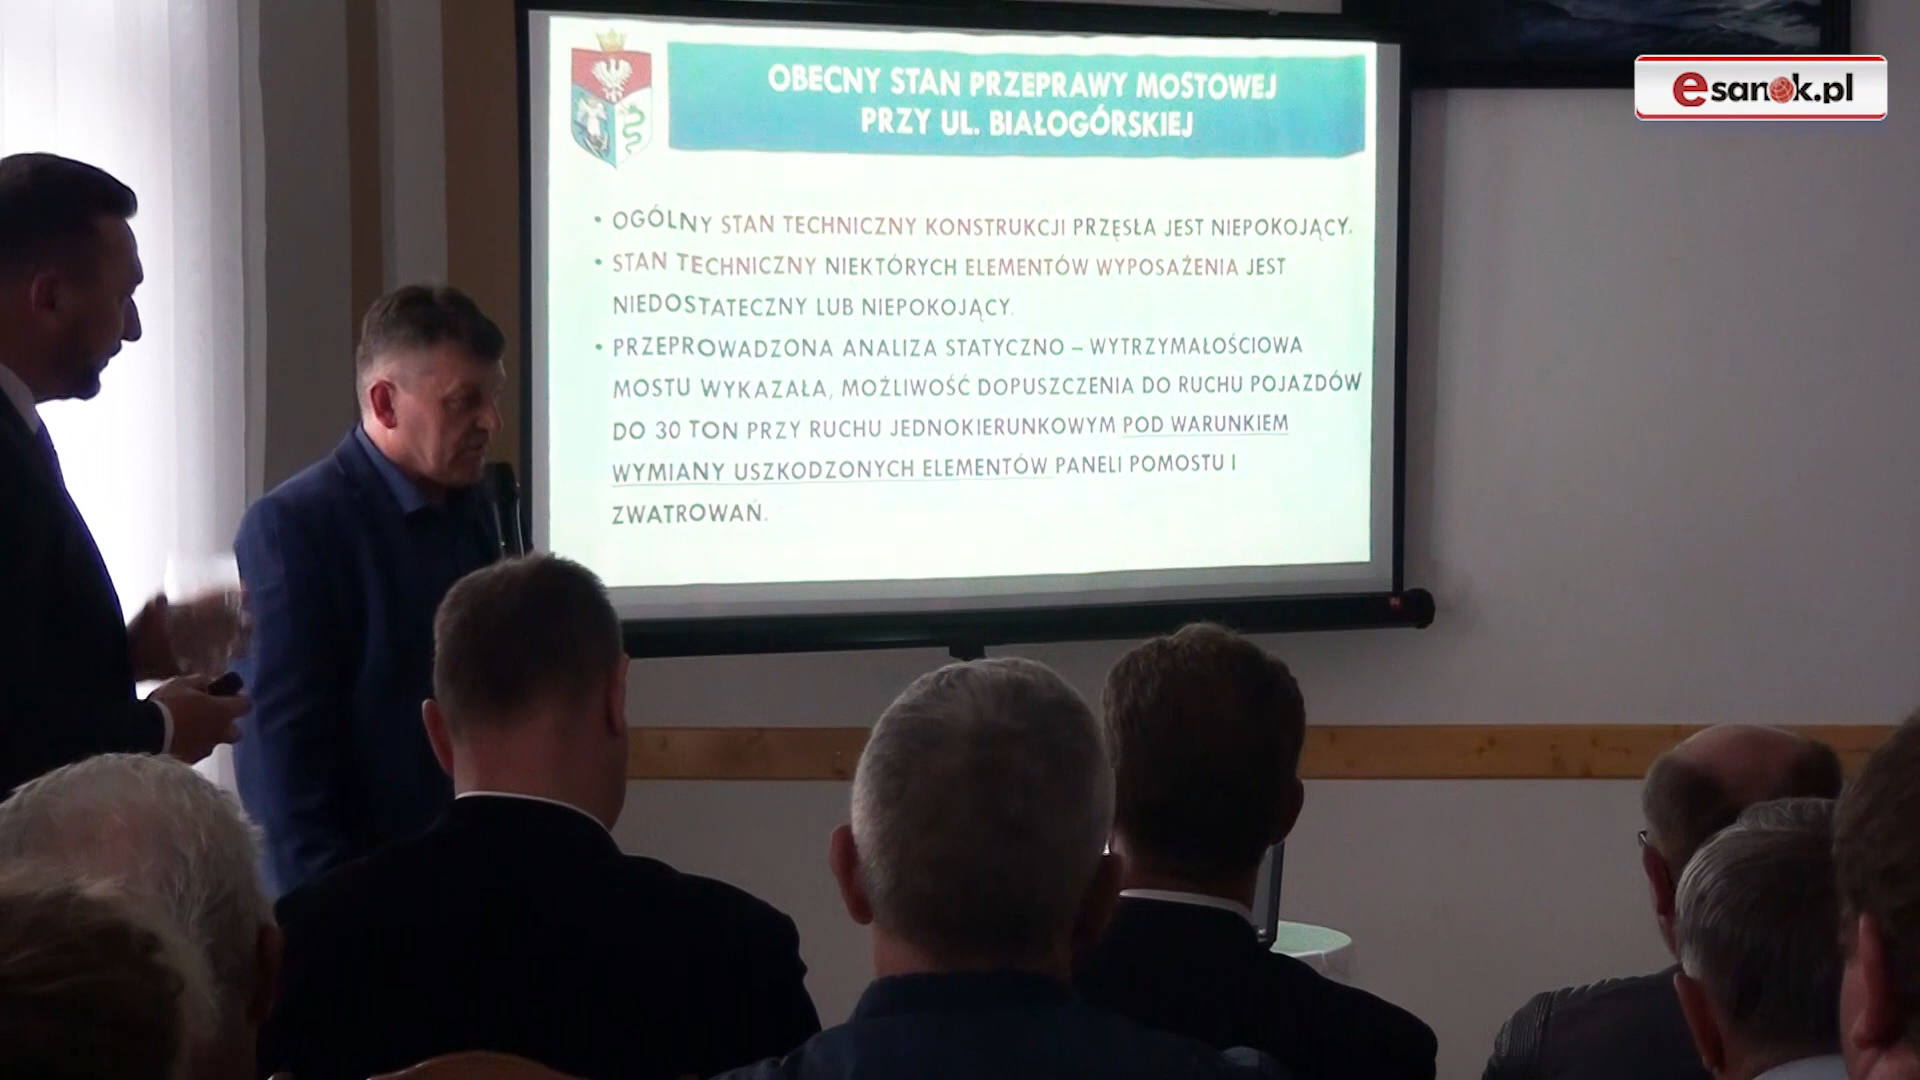 esanok.pl
OBECNY STAN PRZEPRAWY MOSTOWEJ
PRZY UL. BIAŁOGÓRSKIEJ
• OGÓLNY STAN TECHNICZNY KONSTRUKCJI PRZĘSŁA JEST NIEPOKOJĄCY.
• STAN TECHNICZNY NIEKTÓRYCH ELEMENTÓW WYPOSAŻENIA JEST
NIEDOSTATECZNY LUB NIEPOKOJĄCY.
• PRZEPROWADZONA ANALIZA STATYCZNO – WYTRZYMAŁOŚCIOWA
MOSTU WYKAZAŁA, MOŻLIWOŚĆ DOPUSZCZENIA DO RUCHU POJAZDÓW
DO 30 TON PRZY RUCHU JEDNOKIERUNKOWYM POD WARUNKIEM
WYMIANY USZKODZONYCH ELEMENTÓW PANELI POMOSTU I
ZWATROWAŃ.